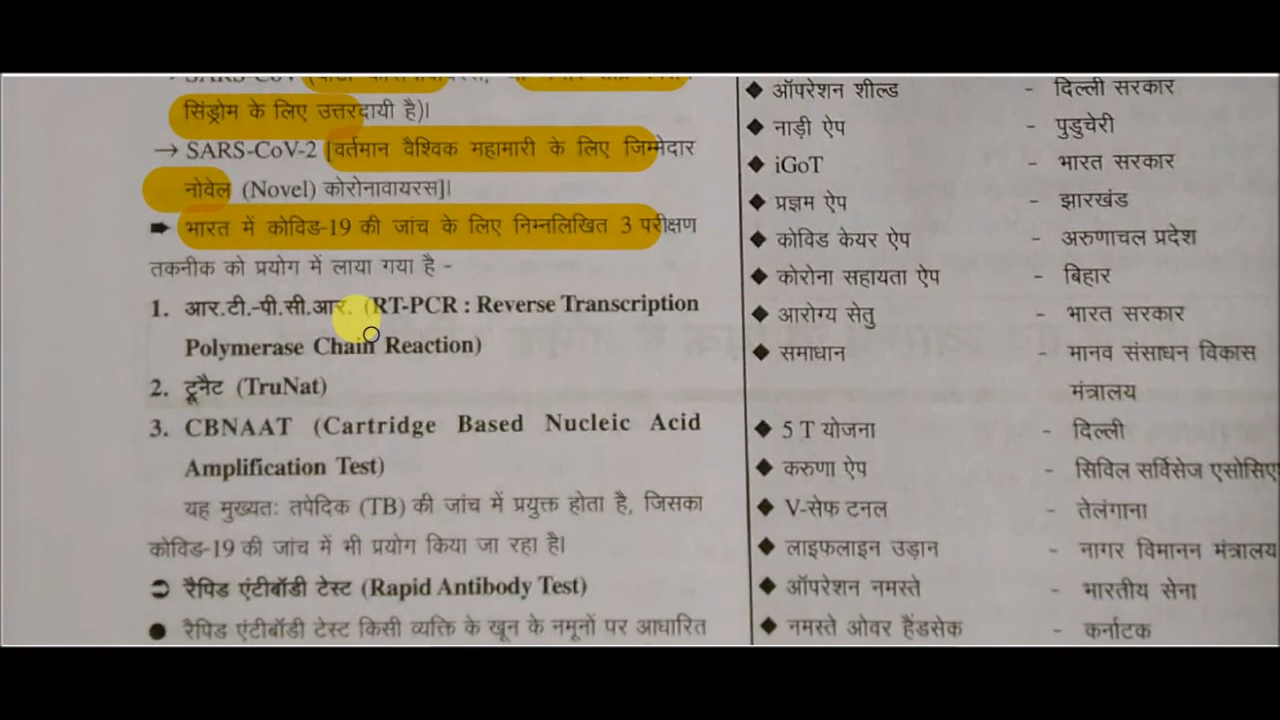 सिंड्रोम के लिए उत्तरदायी है)।
→ SARS-CoV-2 [वर्तमान वैश्विक महामारी के लिए जिम्मेदार
नोवेल (Novel) कोरोनावायरस]।
➨ भारत में कोविड-19 की जांच के लिए निम्नलिखित 3 परीक्षण
तकनीक को प्रयोग में लाया गया है -
1. आर.टी.-पी.सी.आर. (RT-PCR : Reverse Transcription
Polymerase Chain Reaction)
2. ट्रूनैट (TruNat)
3. CBNAAT (Cartridge Based Nucleic Acid
Amplification Test)
यह मुख्यतः तपेदिक (TB) की जांच में प्रयुक्त होता है, जिसका
कोविड-19 की जांच में भी प्रयोग किया जा रहा है।
➲ रैपिड एंटीबॉडी टेस्ट (Rapid Antibody Test)
● रैपिड एंटीबॉडी टेस्ट किसी व्यक्ति के खून के नमूनों पर आधारित
◆ ऑपरेशन शील्ड - दिल्ली सरकार
◆ नाड़ी ऐप - पुडुचेरी
◆ iGoT - भारत सरकार
◆ प्रज्ञम ऐप - झारखंड
◆ कोविड केयर ऐप - अरुणाचल प्रदेश
◆ कोरोना सहायता ऐप - बिहार
◆ आरोग्य सेतु - भारत सरकार
◆ समाधान - मानव संसाधन विकास
मंत्रालय
◆ 5 T योजना - दिल्ली
◆ करुणा ऐप - सिविल सर्विसेज एसोसिए
◆ V-सेफ टनल - तेलंगाना
◆ लाइफलाइन उड़ान - नागर विमानन मंत्रालय
◆ ऑपरेशन नमस्ते - भारतीय सेना
◆ नमस्ते ओवर हैंडसेक - कर्नाटक